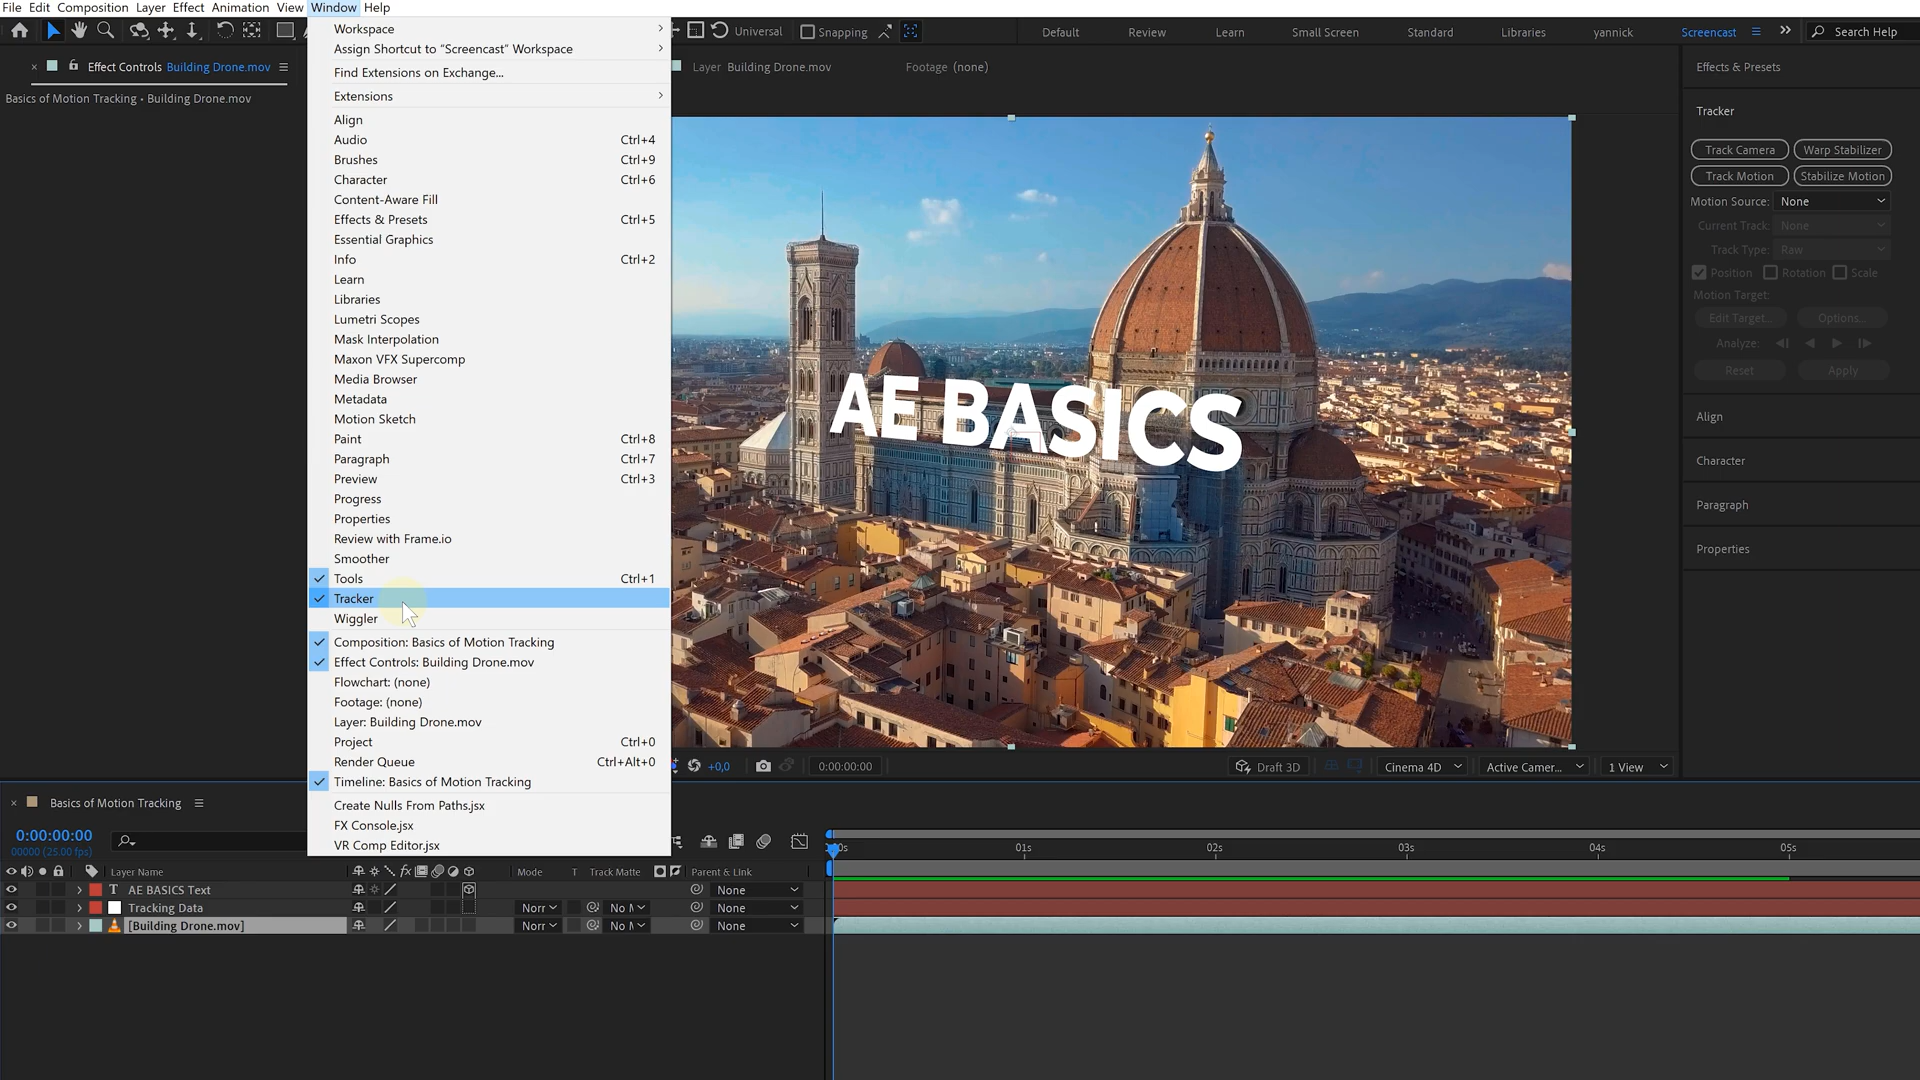 File Edit Composition Layer Effect Animation View Window Help
Universal Snapping Default Review Learn Small Screen Standard Libraries yannick Screencast Search Help
Effect Controls Building Drone.mov
Basics of Motion Tracking • Building Drone.mov
Workspace
Assign Shortcut to “Screencast” Workspace
Find Extensions on Exchange...
Extensions
Align
Audio Ctrl+4
Brushes Ctrl+9
Character Ctrl+6
Content-Aware Fill
Effects & Presets Ctrl+5
Essential Graphics
Info Ctrl+2
Learn
Libraries
Lumetri Scopes
Mask Interpolation
Maxon VFX Supercomp
Media Browser
Metadata
Motion Sketch
Paint Ctrl+8
Paragraph Ctrl+7
Preview Ctrl+3
Progress
Properties
Review with Frame.io
Smoother
Tools Ctrl+1
Tracker
Wiggler
Composition: Basics of Motion Tracking
Effect Controls: Building Drone.mov
Flowchart: (none)
Footage: (none)
Layer: Building Drone.mov
Project Ctrl+0
Render Queue Ctrl+Alt+0
Timeline: Basics of Motion Tracking
Create Nulls From Paths.jsx
FX Console.jsx
VR Comp Editor.jsx
Layer Building Drone.mov Footage (none)
AE BASICS
+0,0 0:00:00:00 Draft 3D Cinema 4D Active Camer... 1 View
Effects & Presets
Tracker
Track Camera Warp Stabilizer
Track Motion Stabilize Motion
Motion Source: None
Current Track: None
Track Type: Raw
Position Rotation Scale
Motion Target:
Edit Target... Options...
Analyze:
Reset Apply
Align
Character
Paragraph
Properties
Basics of Motion Tracking
0:00:00:00
00000 (25.00 fps)
0s 01s 02s 03s 04s 05s
Layer Name fx Mode T Track Matte Parent & Link
T AE BASICS Text None
Tracking Data Norr No M None
[Building Drone.mov] Norr No M None